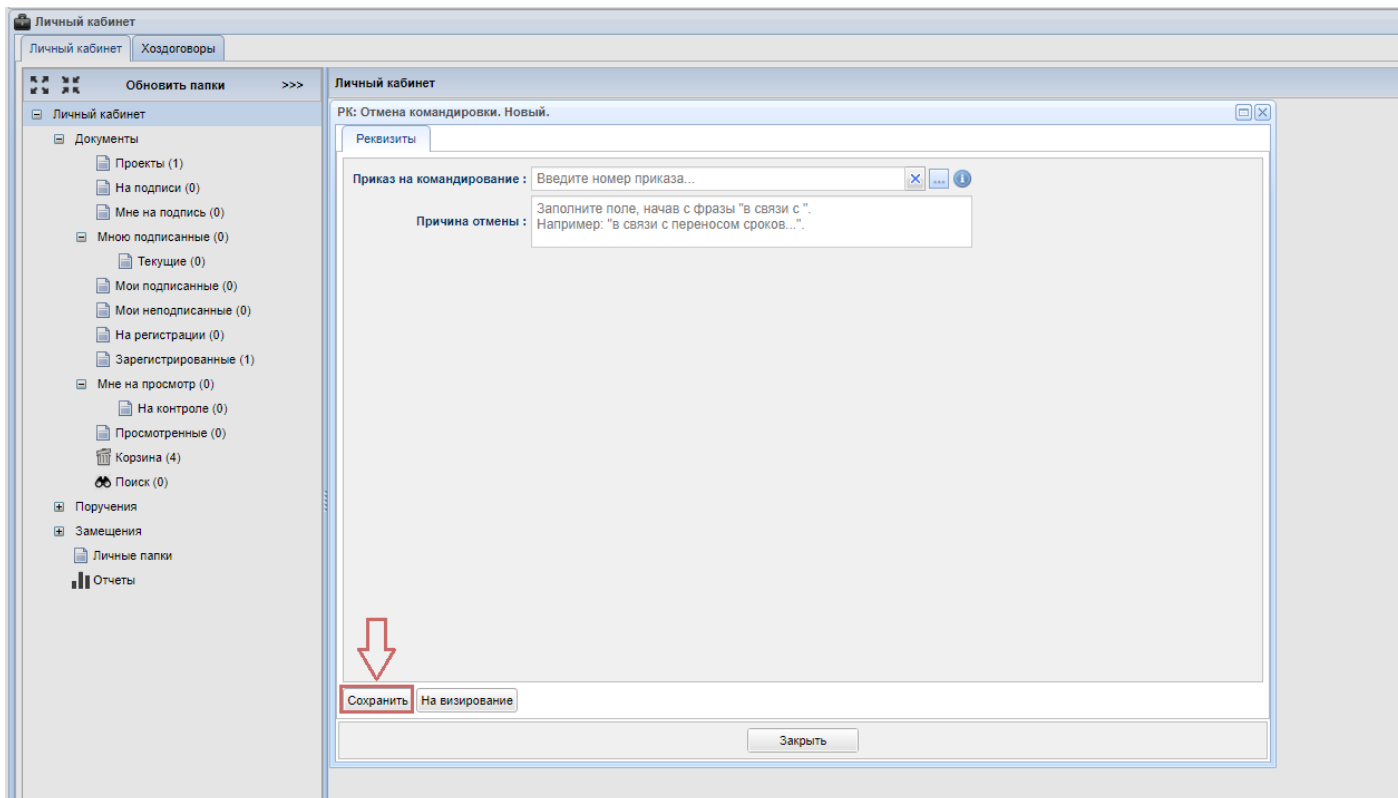 Личный кабинет
Личный кабинет Хоздоговоры
Обновить папки >>>
Личный кабинет
Документы
Проекты (1)
На подписи (0)
Мне на подпись (0)
Мною подписанные (0)
Текущие (0)
Мои подписанные (0)
Мои неподписанные (0)
На регистрации (0)
Зарегистрированные (1)
Мне на просмотр (0)
На контроле (0)
Просмотренные (0)
Корзина (4)
Поиск (0)
Поручения
Замещения
Личные папки
Отчеты
Личный кабинет
РК: Отмена командировки. Новый.
Реквизиты
Приказ на командирование : Введите номер приказа... ...
Причина отмены : Заполните поле, начав с фразы "в связи с ".
Например: "в связи с переносом сроков...".
Сохранить На визирование
Закрыть